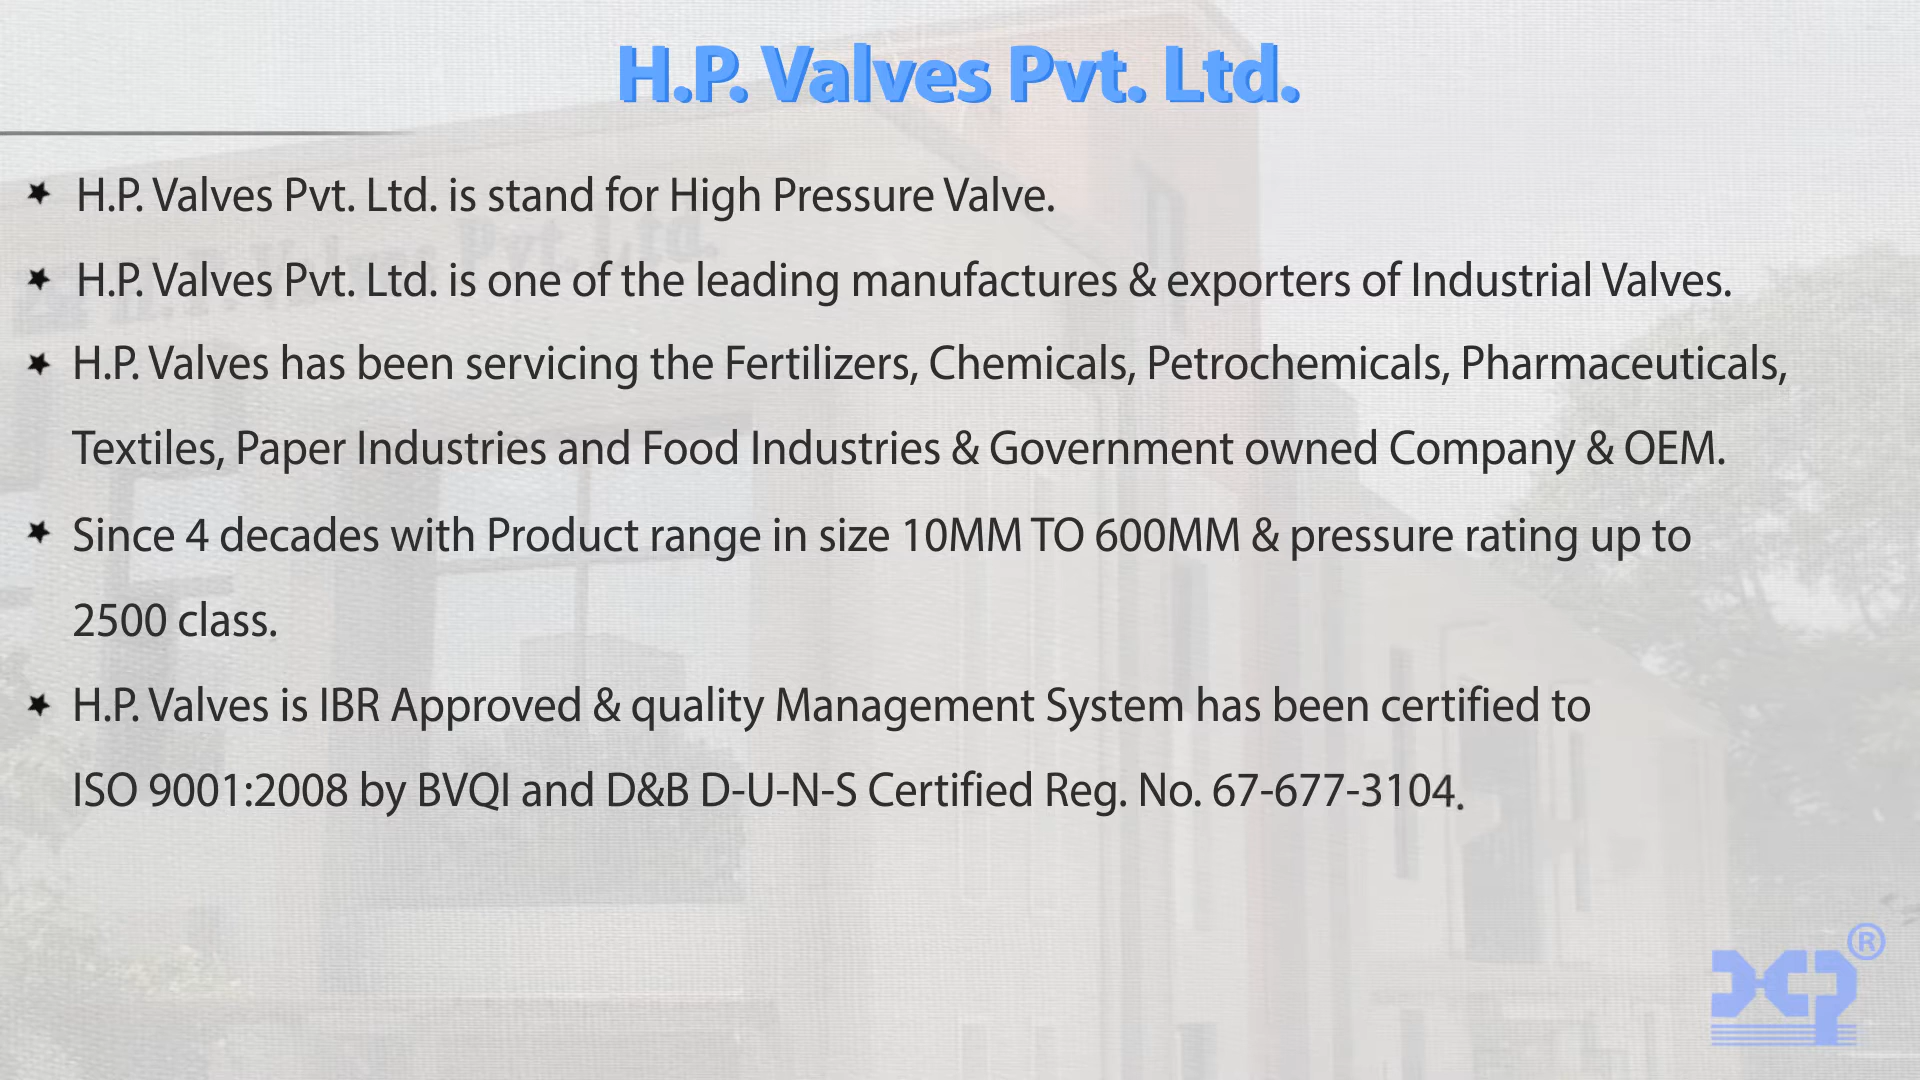 H.P. Valves Pvt. Ltd.
H.P. Valves Pvt. Ltd. is stand for High Pressure Valve.
H.P. Valves Pvt. Ltd. is one of the leading manufactures & exporters of Industrial Valves.
H.P. Valves has been servicing the Fertilizers, Chemicals, Petrochemicals, Pharmaceuticals,
Textiles, Paper Industries and Food Industries & Government owned Company & OEM.
Since 4 decades with Product range in size 10MM TO 600MM & pressure rating up to
2500 class.
H.P. Valves is IBR Approved & quality Management System has been certified to
ISO 9001:2008 by BVQI and D&B D-U-N-S Certified Reg. No. 67-677-3104.
H. P. Valves Pvt. Ltd.
®